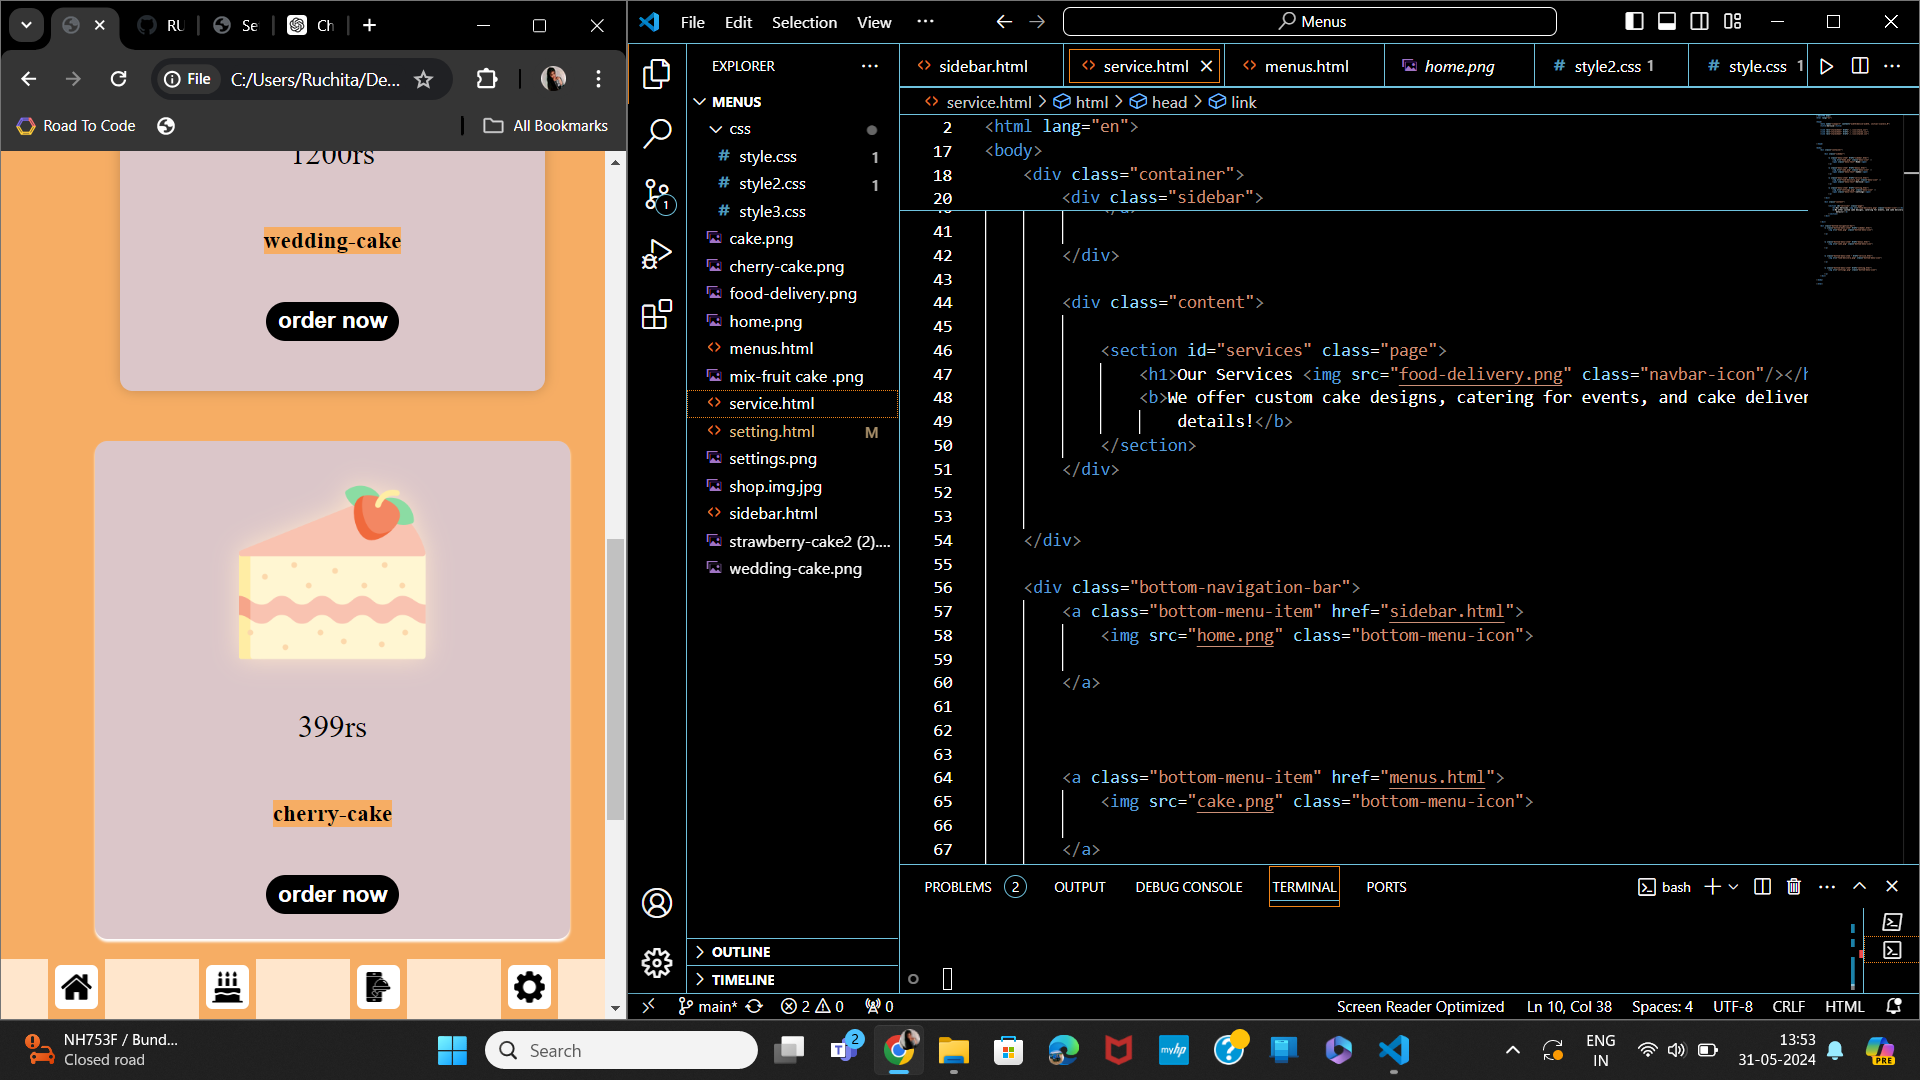 RU
Se
Ch
File
C:/Users/Ruchita/De...
Road To Code
All Bookmarks
1200rs
wedding-cake
order now
399rs
cherry-cake
order now
File Edit Selection View ...
Menus
EXPLORER
MENUS
css
style.css 1
style2.css 1
style3.css
cake.png
cherry-cake.png
food-delivery.png
home.png
menus.html
mix-fruit cake .png
service.html
setting.html M
settings.png
shop.img.jpg
sidebar.html
strawberry-cake2 (2)....
wedding-cake.png
OUTLINE
TIMELINE
1
sidebar.html
service.html
menus.html
home.png
style2.css 1
style.css 1
service.html > html > head > link
2 <html lang="en">
17 <body>
18 <div class="container">
20 <div class="sidebar">
41
42 </div>
43
44 <div class="content">
45
46 <section id="services" class="page">
47 <h1>Our Services <img src="food-delivery.png" class="navbar-icon"/></h
48 <b>We offer custom cake designs, catering for events, and cake deliver
49 details!</b>
50 </section>
51 </div>
52
53
54 </div>
55
56 <div class="bottom-navigation-bar">
57 <a class="bottom-menu-item" href="sidebar.html">
58 <img src="home.png" class="bottom-menu-icon">
59
60 </a>
61
62
63
64 <a class="bottom-menu-item" href="menus.html">
65 <img src="cake.png" class="bottom-menu-icon">
66
67 </a>
PROBLEMS 2 OUTPUT DEBUG CONSOLE TERMINAL PORTS
bash
main* 2 0 0
Screen Reader Optimized Ln 10, Col 38 Spaces: 4 UTF-8 CRLF HTML
NH753F / Bund...
Closed road
Search
2
myhp
ENG
IN
13:53
31-05-2024
PRE